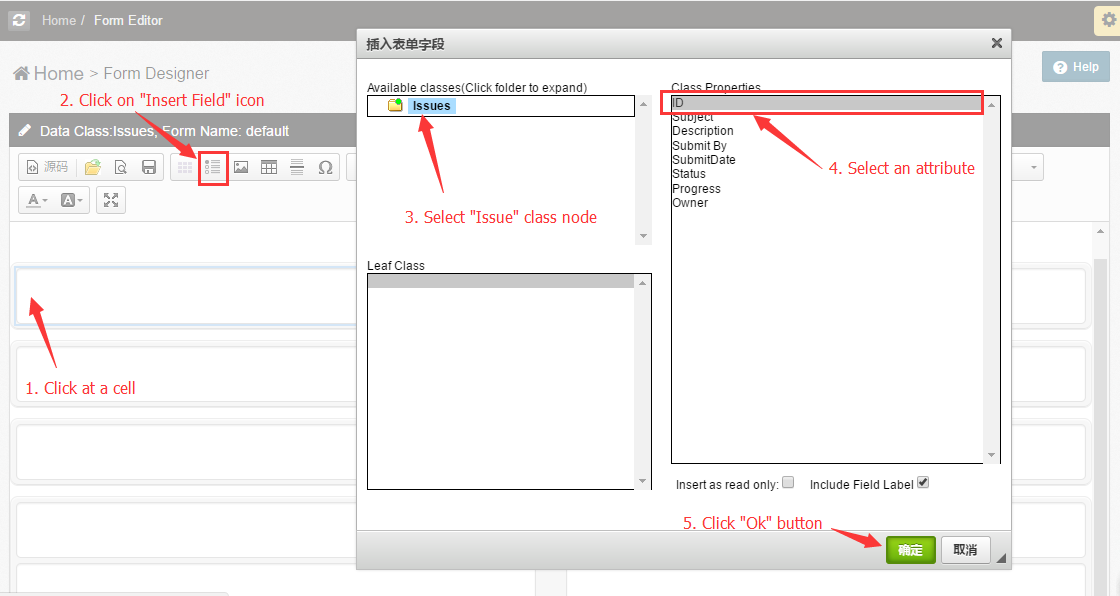 Home / Form Editor
Home > Form Designer
Help
2. Click on "Insert Field" icon
Data Class:Issues, Form Name: default
源码
Ω
A
A
1. Click at a cell
插入表单字段
Available classes(Click folder to expand)
Issues
3. Select "Issue" class node
Leaf Class
Class Properties
ID
Subject
Description
Submit By
SubmitDate
Status
Progress
Owner
4. Select an attribute
Insert as read only:
Include Field Label
5. Click "Ok" button
确定
取消